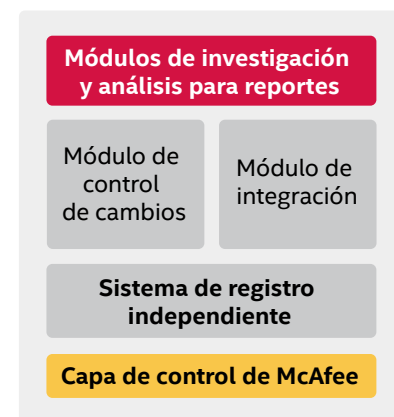 Módulos de investigación
y análisis para reportes
Módulo de
control
de cambios
Módulo de
integración
Sistema de registro
independiente
Capa de control de McAfee